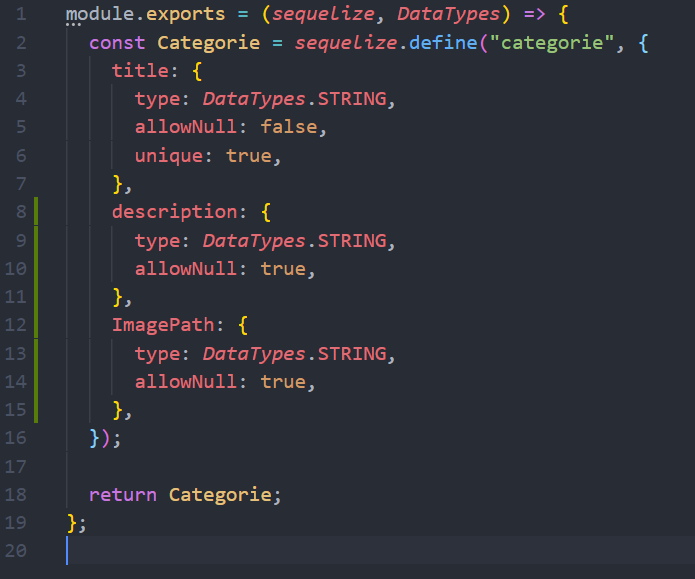 1 module.exports = (sequelize, DataTypes) => {
2 const Categorie = sequelize.define("categorie", {
3 title: {
4 type: DataTypes.STRING,
5 allowNull: false,
6 unique: true,
7 },
8 description: {
9 type: DataTypes.STRING,
10 allowNull: true,
11 },
12 ImagePath: {
13 type: DataTypes.STRING,
14 allowNull: true,
15 },
16 });
17
18 return Categorie;
19 };
20